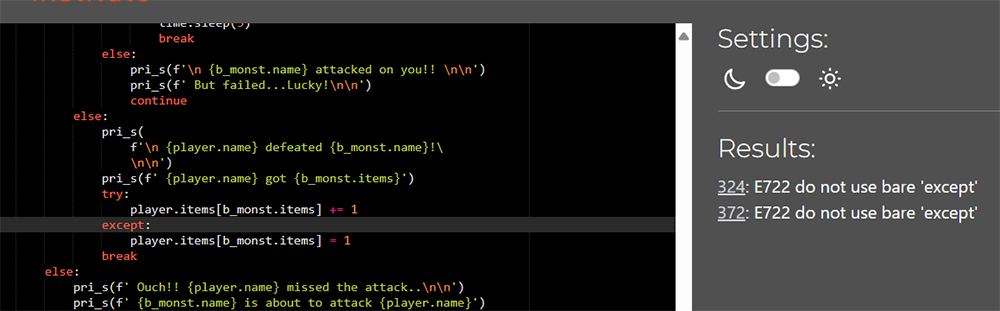 time.sleep(3)
break
else:
pri_s(f'\n {b_monst.name} attacked on you!! \n\n')
pri_s(f' But failed...Lucky!\n\n')
continue
else:
pri_s(
f'\n {player.name} defeated {b_monst.name}!\
\n\n')
pri_s(f' {player.name} got {b_monst.items}')
try:
player.items[b_monst.items] += 1
except:
player.items[b_monst.items] = 1
break
else:
pri_s(f' Ouch!! {player.name} missed the attack..\n\n')
pri_s(f' {b_monst.name} is about to attack {player.name}')
Settings:
Results:
324: E722 do not use bare 'except'
372: E722 do not use bare 'except'